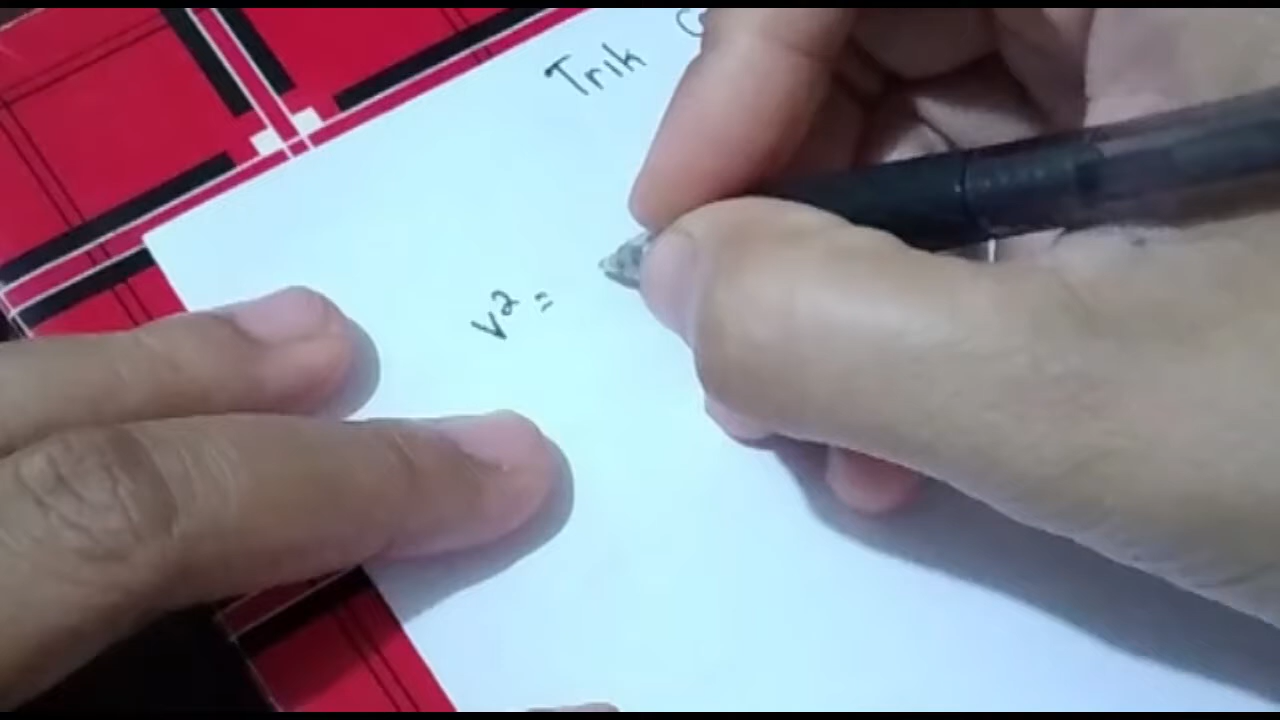 Trik
V² =